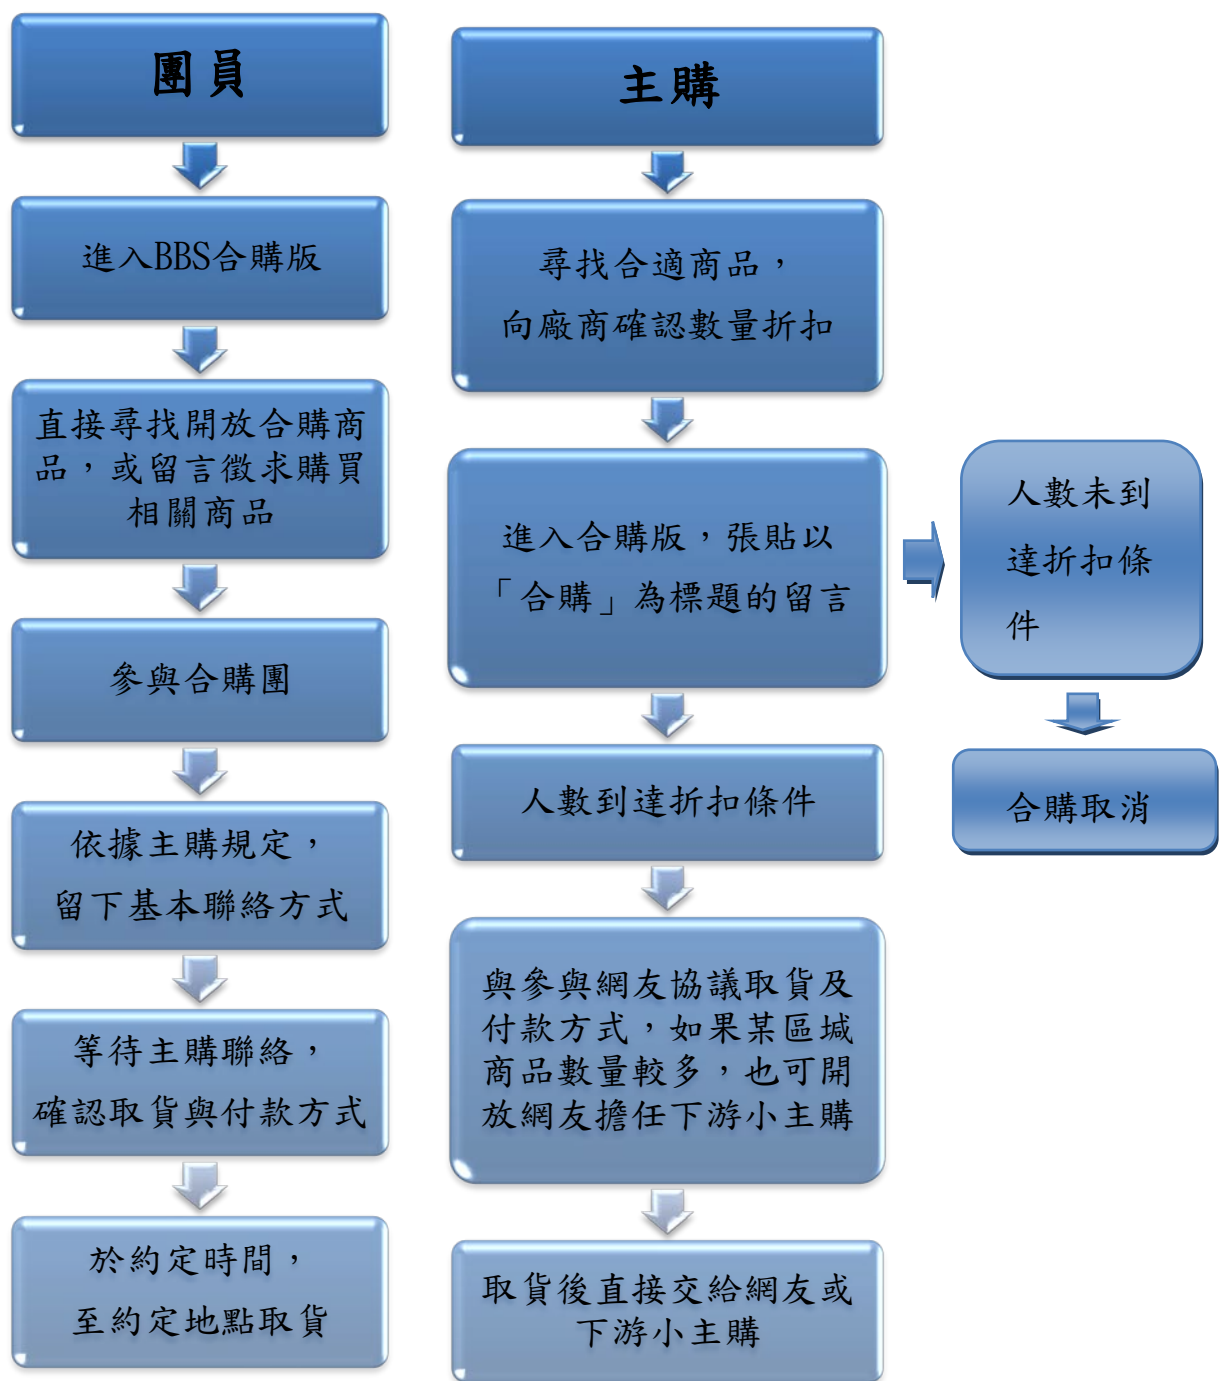 團員
進入BBS合購版
直接尋找開放合購商
品，或留言徵求購買
相關商品
參與合購團
依據主購規定，
留下基本聯絡方式
等待主購聯絡，
確認取貨與付款方式
於約定時間，
至約定地點取貨
主購
尋找合適商品，
向廠商確認數量折扣
進入合購版，張貼以
「合購」為標題的留言
人數到達折扣條件
與參與網友協議取貨及
付款方式，如果某區域
商品數量較多，也可開
放網友擔任下游小主購
取貨後直接交給網友或
下游小主購
人數未到
達折扣條
件
合購取消